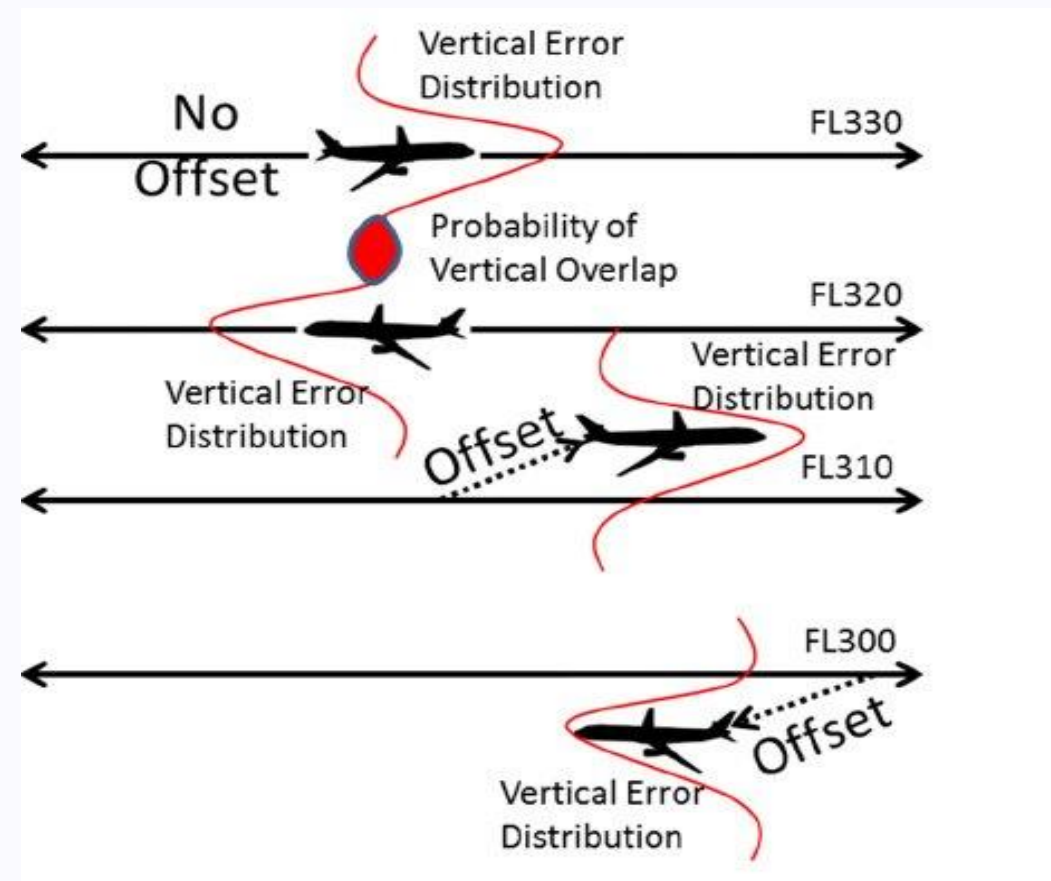 Vertical Error
Distribution
No
Offset
FL330
Probability of
Vertical Overlap
FL320
Vertical Error
Distribution
Vertical Error
Distribution
Offset
FL310
FL300
Offset
Vertical Error
Distribution